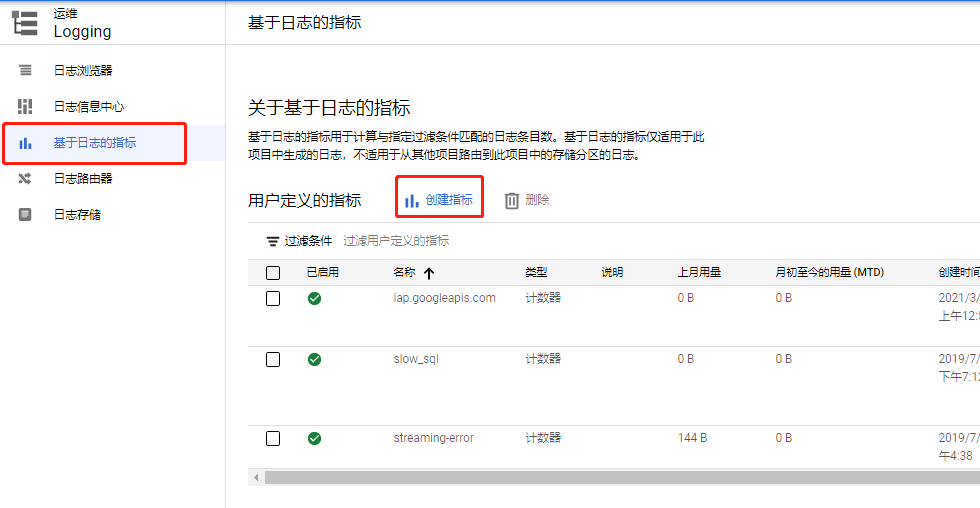 运维
Logging
基于日志的指标
日志浏览器
日志信息中心
基于日志的指标
日志路由器
日志存储
关于基于日志的指标
基于日志的指标用于计算与指定过滤条件匹配的日志条目数。基于日志的指标仅适用于此
项目中生成的日志，不适用于从其他项目路由到此项目中的存储分区的日志。
用户定义的指标 创建指标 删除
过滤条件 过滤用户定义的指标
已启用 名称 类型 说明 上月用量 月初至今的用量 (MTD) 创建时间
iap.googleapis.com 计数器 0 B 0 B 2021/3/
上午12:
slow_sql 计数器 0 B 0 B 2019/7/
下午7:12
streaming-error 计数器 144 B 0 B 2019/7/
午4:38